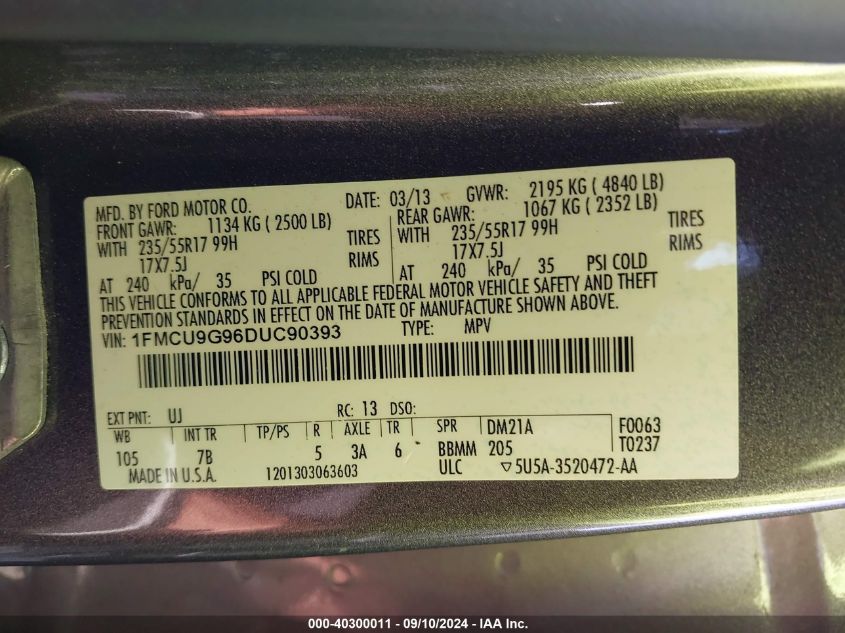 MFD. BY FORD MOTOR CO. DATE: 03/13 GVWR: 2195 KG ( 4840 LB)
FRONT GAWR: 1134 KG ( 2500 LB) REAR GAWR: 1067 KG ( 2352 LB)
WITH 235/55R17 99H TIRES WITH 235/55R17 99H TIRES
17X7.5J RIMS 17X7.5J RIMS
AT 240 kPa/ 35 PSI COLD AT 240 kPa/ 35 PSI COLD
THIS VEHICLE CONFORMS TO ALL APPLICABLE FEDERAL MOTOR VEHICLE SAFETY AND THEFT
PREVENTION STANDARDS IN EFFECT ON THE DATE OF MANUFACTURE SHOWN ABOVE.
VIN: 1FMCU9G96DUC90393 TYPE: MPV
EXT PNT: UJ RC: 13 DSO:
WB INT TR TP/PS R AXLE TR SPR DM21A F0063
105 7B 5 3A 6 BBMM 205 T0237
MADE IN U.S.A. 1201303063603 ULC ▽5U5A-3520472-AA
000-40300011 - 09/10/2024 - IAA Inc.